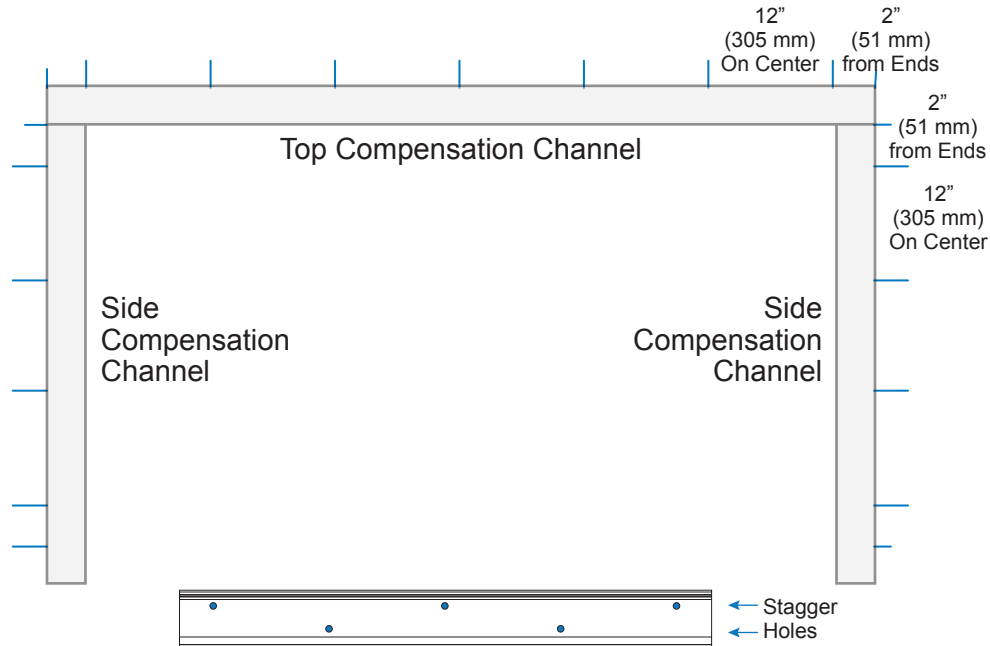 12”
(305 mm)
On Center
2”
(51 mm)
from Ends
2”
(51 mm)
from Ends
12”
(305 mm)
On Center
Top Compensation Channel
Side
Compensation
Channel
Side
Compensation
Channel
Stagger
Holes